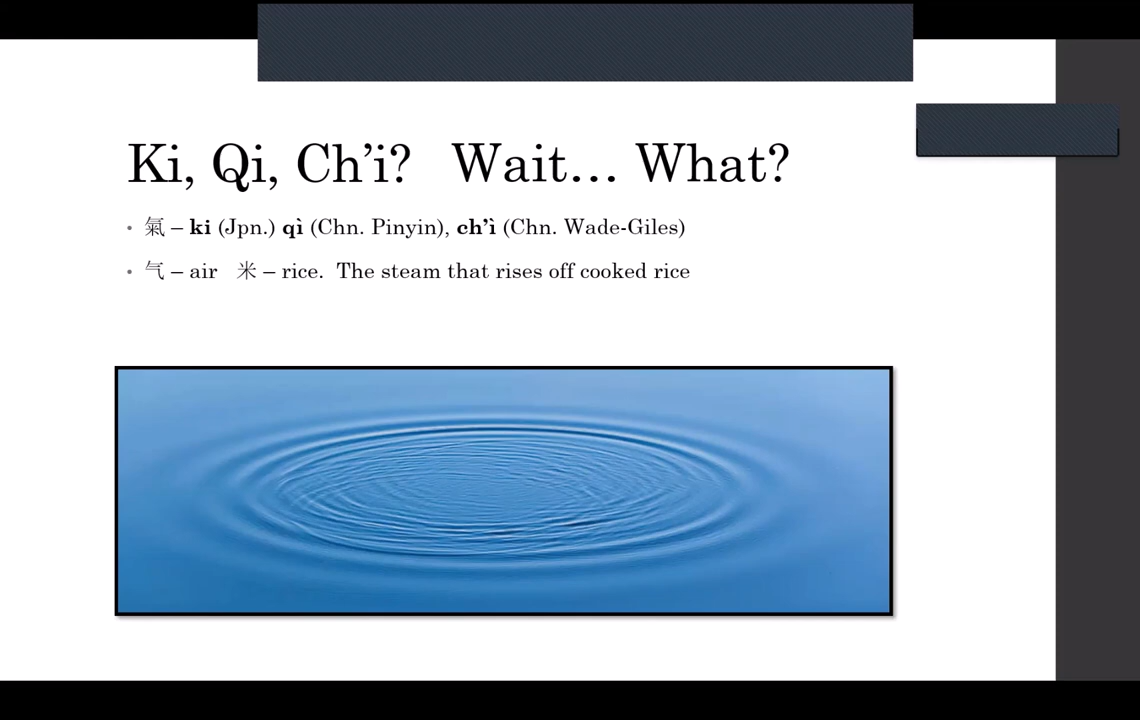 Ki, Qi, Ch’i?   Wait… What?
• 氣 – ki (Jpn.) qì (Chn. Pinyin), ch’ì (Chn. Wade-Giles)
• 气 – air   米 – rice.  The steam that rises off cooked rice